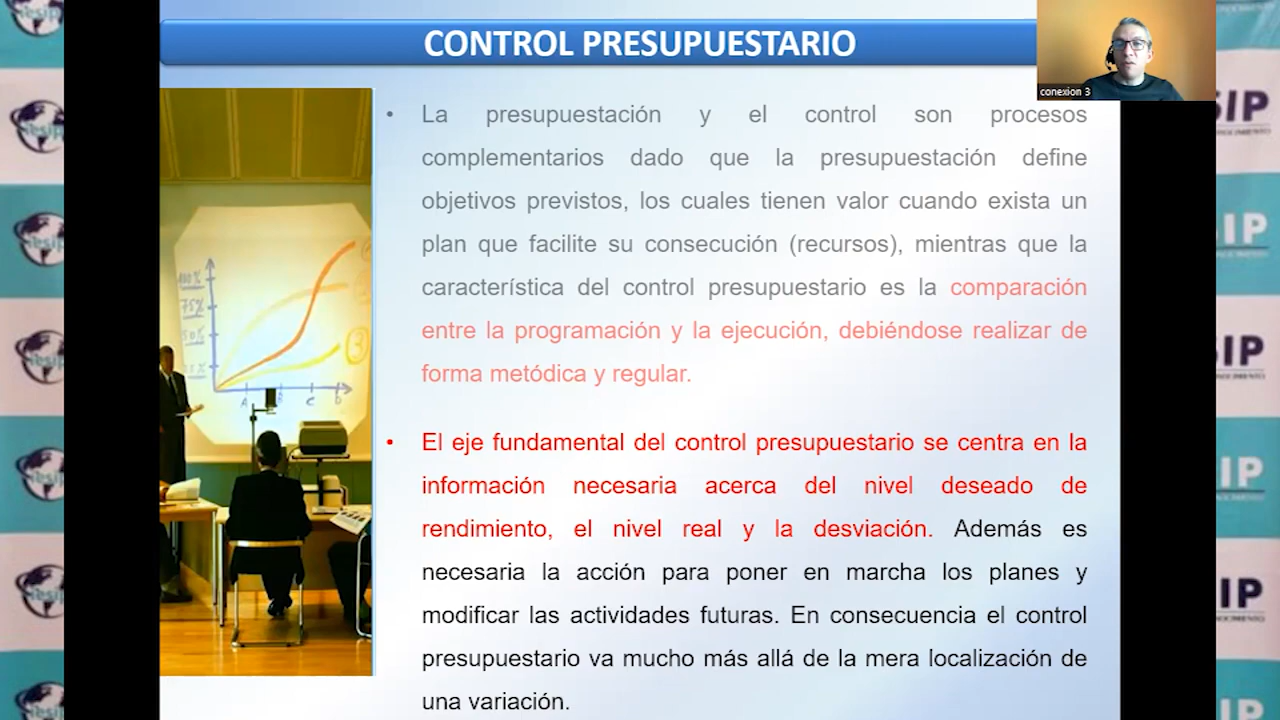 CONTROL PRESUPUESTARIO
conexion 3
• La presupuestación y el control son procesos
complementarios dado que la presupuestación define
objetivos previstos, los cuales tienen valor cuando exista un
plan que facilite su consecución (recursos), mientras que la
característica del control presupuestario es la comparación
entre la programación y la ejecución, debiéndose realizar de
forma metódica y regular.
• El eje fundamental del control presupuestario se centra en la
información necesaria acerca del nivel deseado de
rendimiento, el nivel real y la desviación. Además es
necesaria la acción para poner en marcha los planes y
modificar las actividades futuras. En consecuencia el control
presupuestario va mucho más allá de la mera localización de
una variación.
100%
75%
50%
A
C
D
3